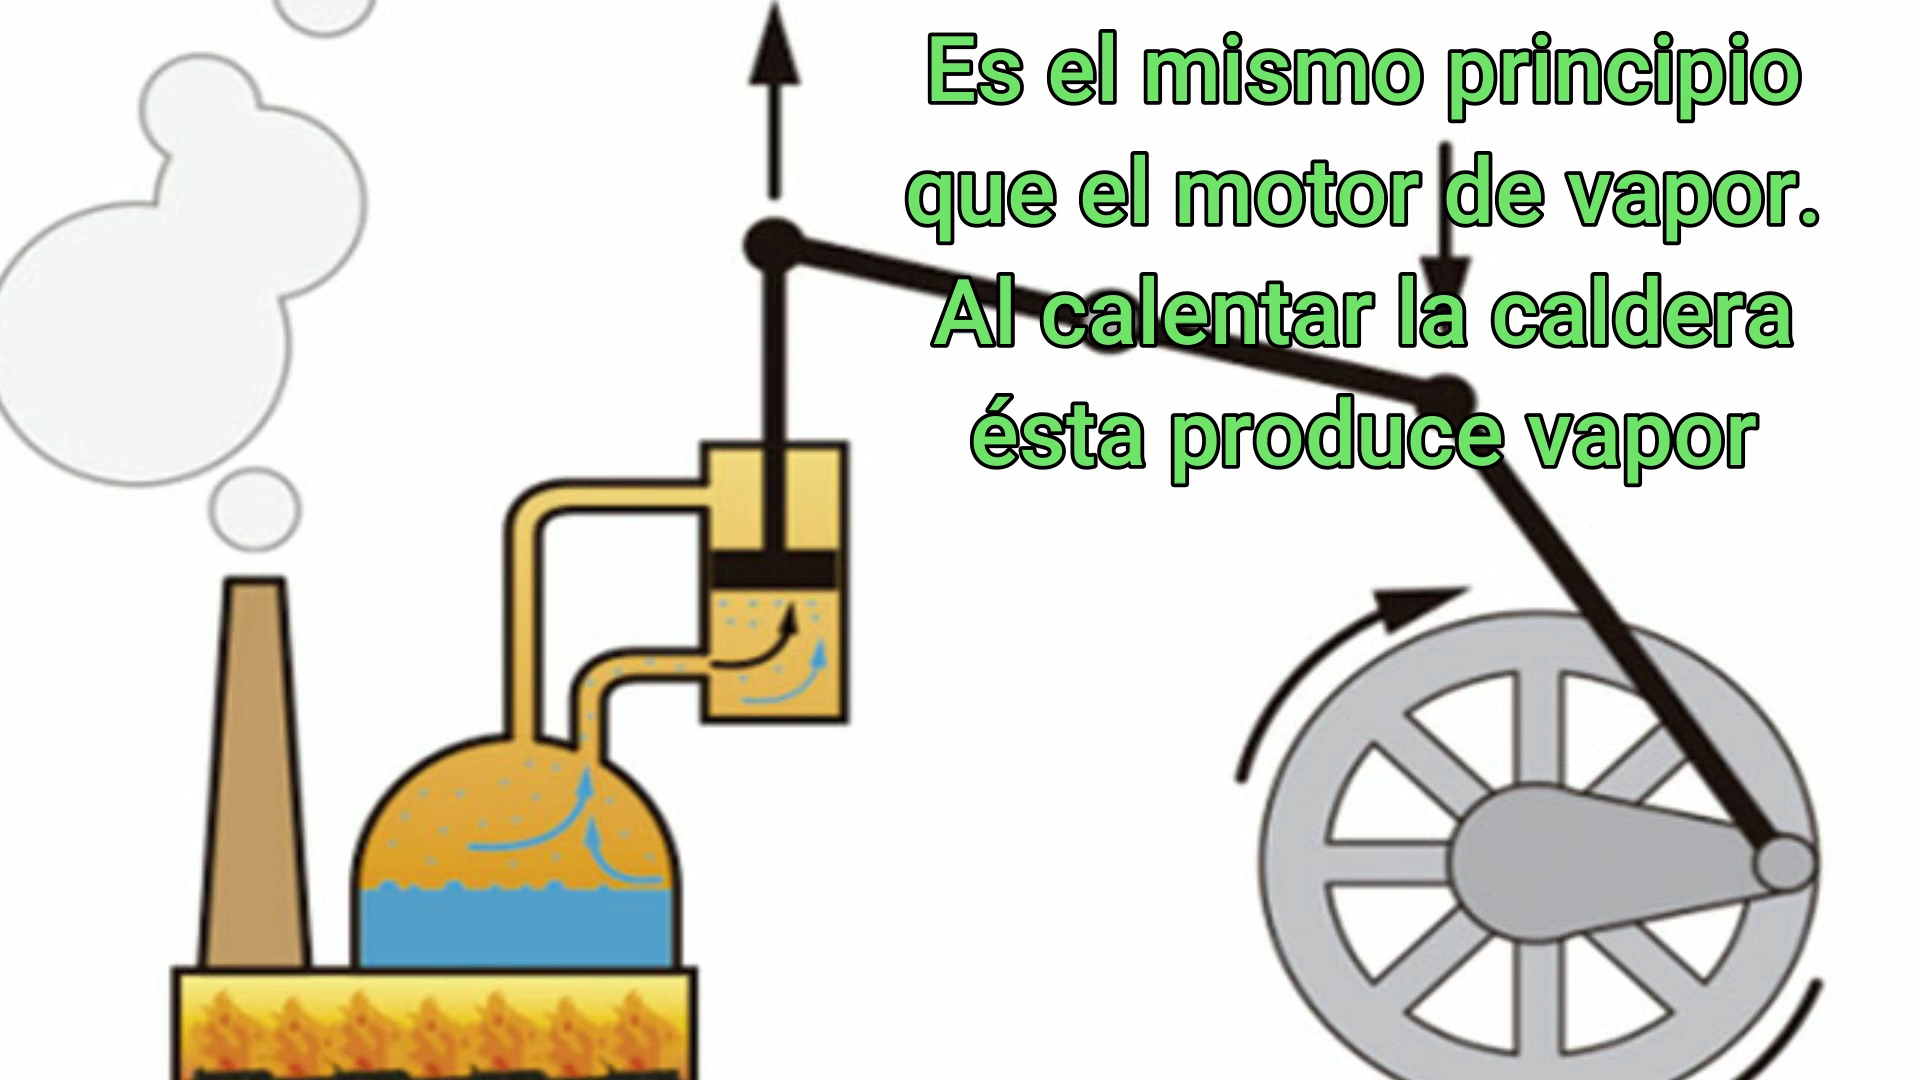 Es el mismo principio
que el motor de vapor.
Al calentar la caldera
ésta produce vapor